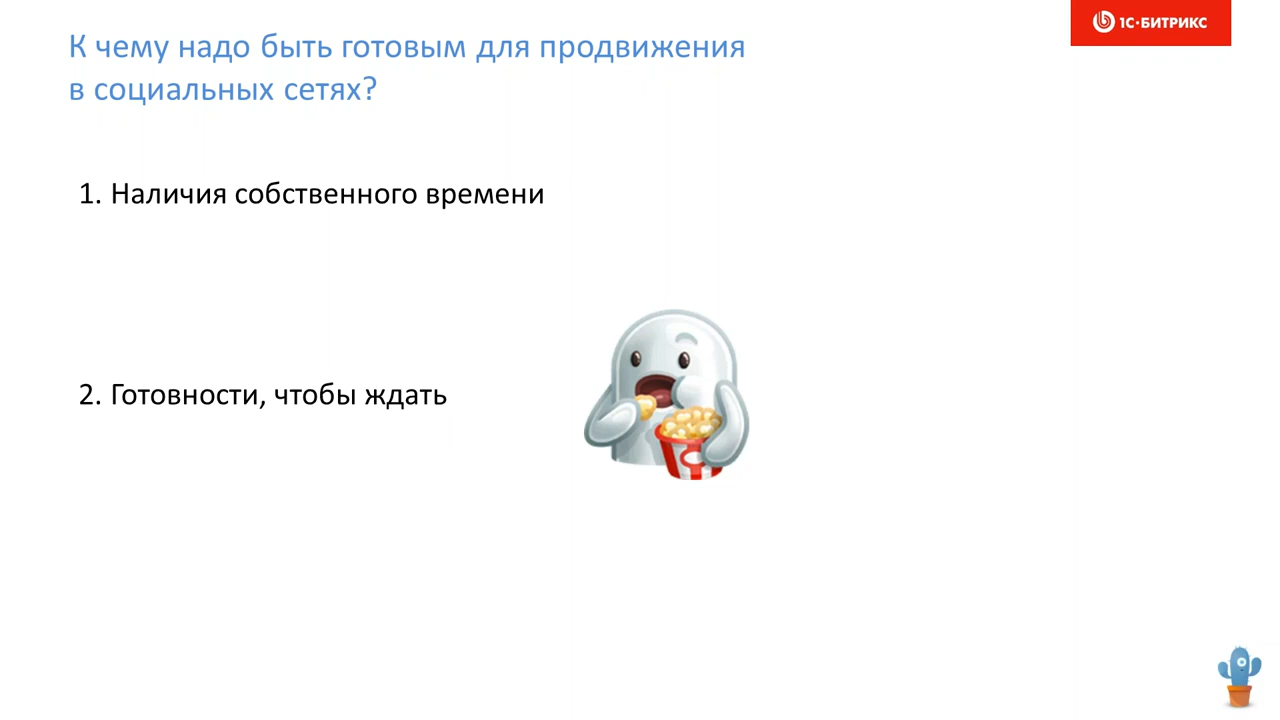 К чему надо быть готовым для продвижения
в социальных сетях?
1С·БИТРИКС
1. Наличия собственного времени
2. Готовности, чтобы ждать